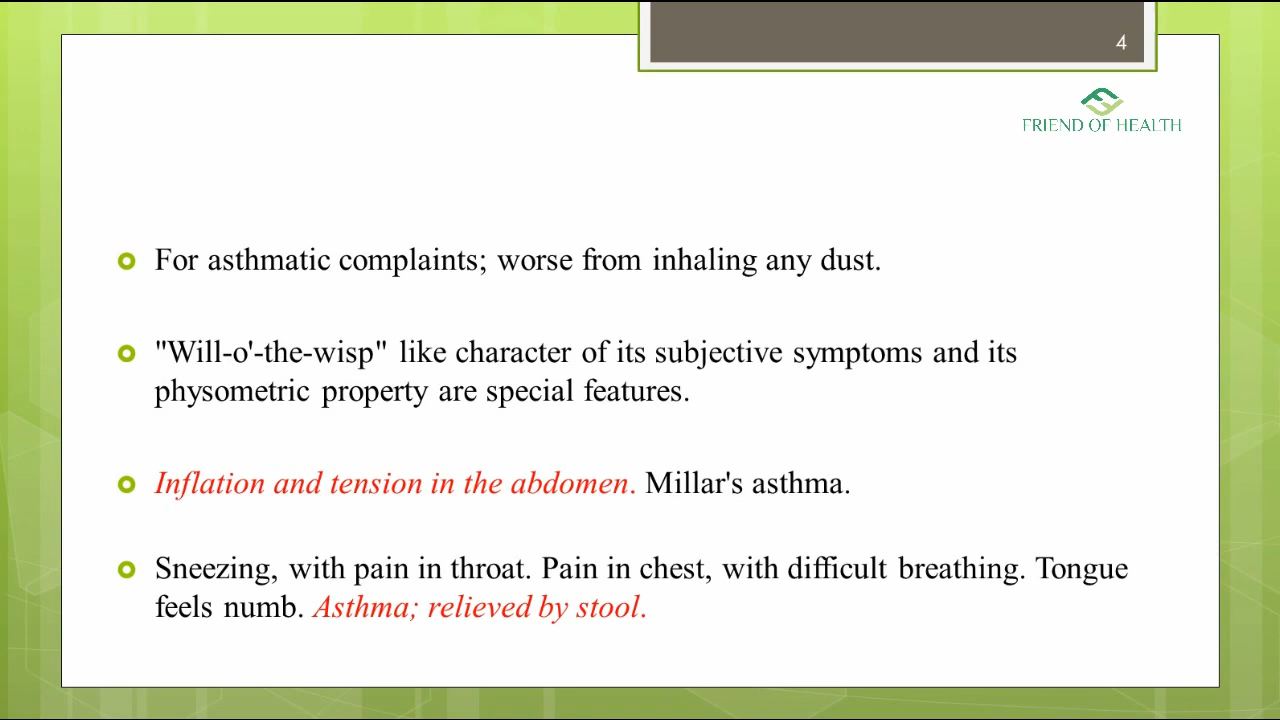 4
FRIEND OF HEALTH
For asthmatic complaints; worse from inhaling any dust.
"Will-o'-the-wisp" like character of its subjective symptoms and its
physometric property are special features.
Inflation and tension in the abdomen. Millar's asthma.
Sneezing, with pain in throat. Pain in chest, with difficult breathing. Tongue
feels numb. Asthma; relieved by stool.